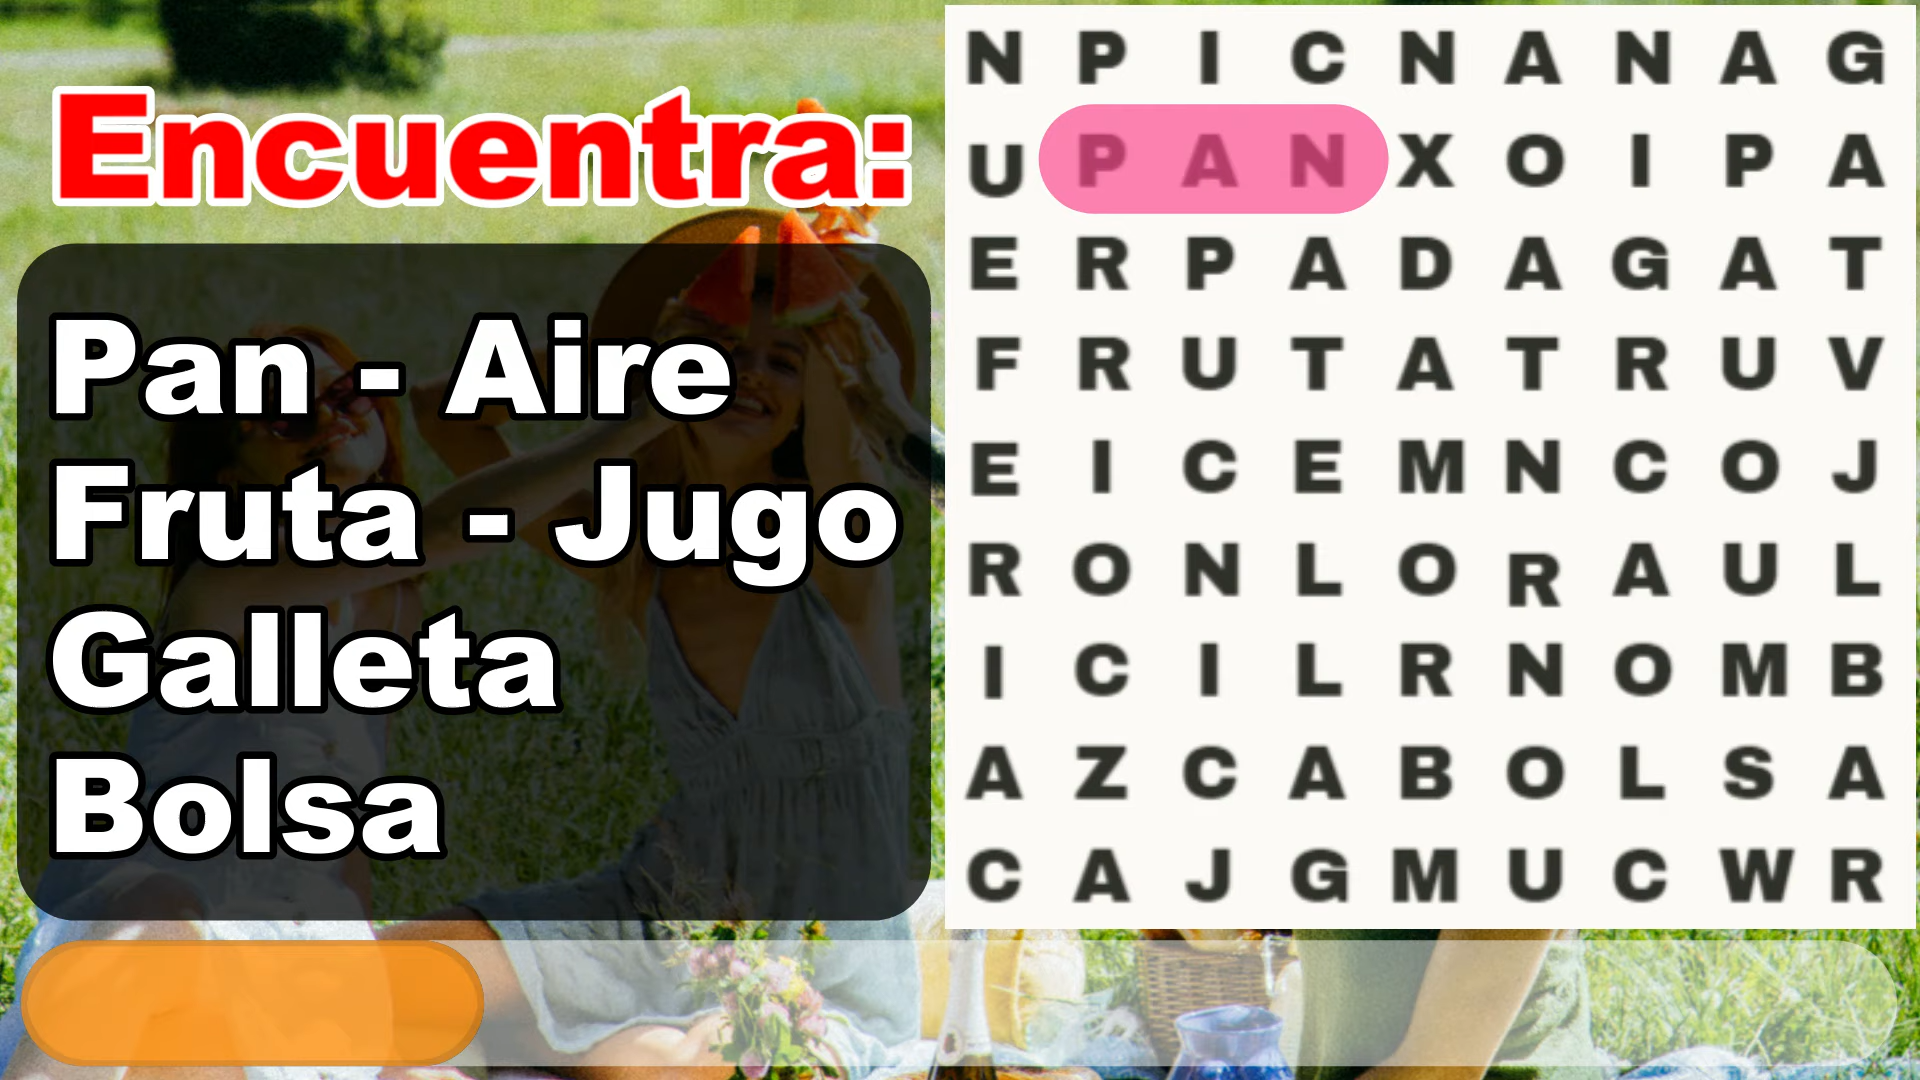 Encuentra:
Pan - Aire
Fruta - Jugo
Galleta
Bolsa
N P I C N A N A G
U P A N X O I P A
E R P A D A G A T
F R U T A T R U V
E I C E M N C O J
R O N L O R A U L
I C I L R N O M B
A Z C A B O L S A
C A J G M U C W R